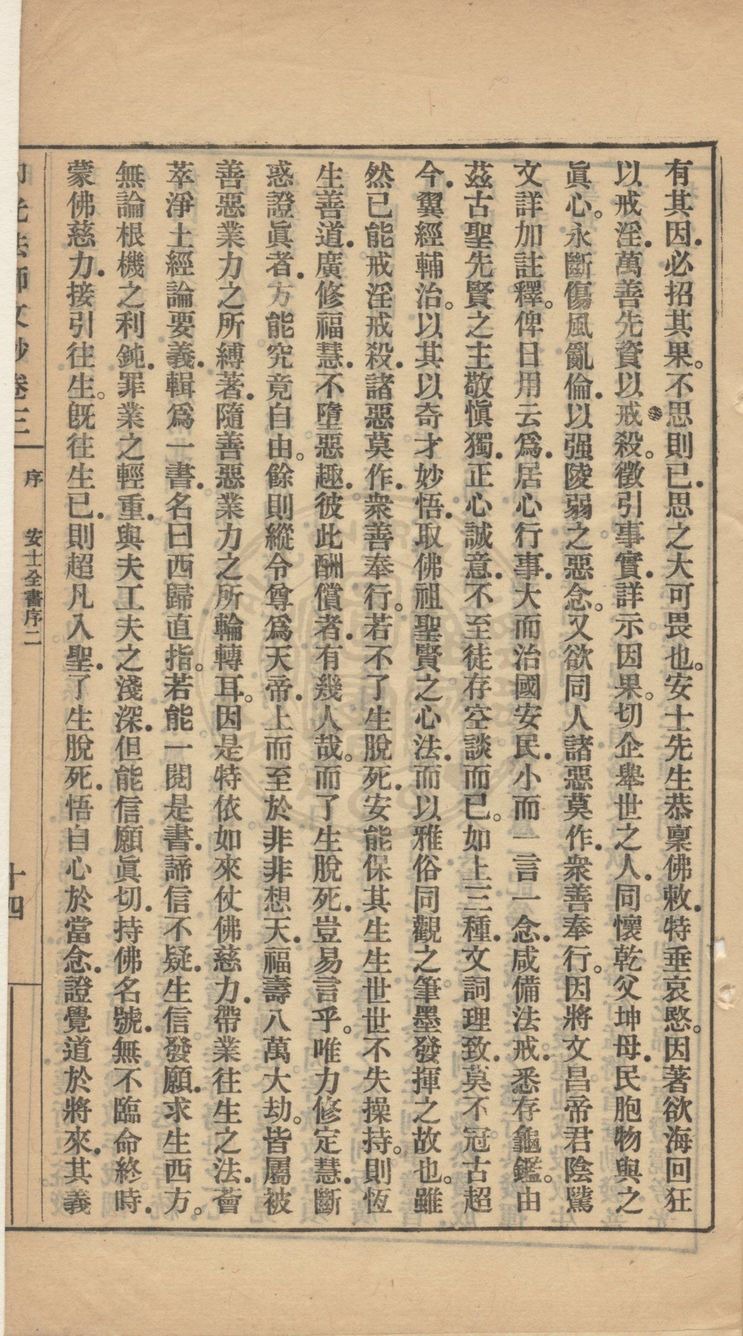 有其因必招其果。不思則已思之大可畏也。安士先生恭稟佛敕特垂哀愍。因著欲海回狂
以戒淫萬善先資以戒殺。徵引事實詳示因果。切企舉世之人同懷乾父坤母民胞物與之
眞心。永斷傷風亂倫以强陵弱之惡念。又欲同人諸惡莫作衆善奉行。因將文昌帝君陰騭
文詳加註釋。俾日用云爲居心行事大而治國安民小而一言一念咸備法戒悉存龜鑑。由
茲古聖先賢之主敬愼獨正心誠意不至徒存空談而已。如上三種文詞理致莫不冠古超
今翼經輔治。以其以奇才妙悟取佛祖聖賢之心法而以雅俗同觀之筆墨發揮之故也。雖
然已能戒淫戒殺諸惡莫作衆善奉行。若不了生脫死安能保其生生世世不失操持。則恆
生善道廣修福慧不墮惡趣彼此酬償者有幾人哉。而了生脫死豈易言乎。唯力修定慧斷
惑證眞者方能究竟自由。餘則縱令尊爲天帝上而至於非非想天福壽八萬大劫。皆屬被
善惡業力之所縛著隨善惡業力之所輪轉耳。因是特依如來仗佛慈力帶業往生之法薈
萃淨土經論要義輯爲一書名曰西歸直指。若能一閱是書諦信不疑生信發願求生西方。
無論根機之利鈍罪業之輕重與夫工夫之淺深但能信願眞切持佛名號無不臨命終時
蒙佛慈力接引往生。旣往生已則超凡入聖了生脫死悟自心於當念證覺道於將來其義
法師文鈔卷三 序 安士全書序二 十四